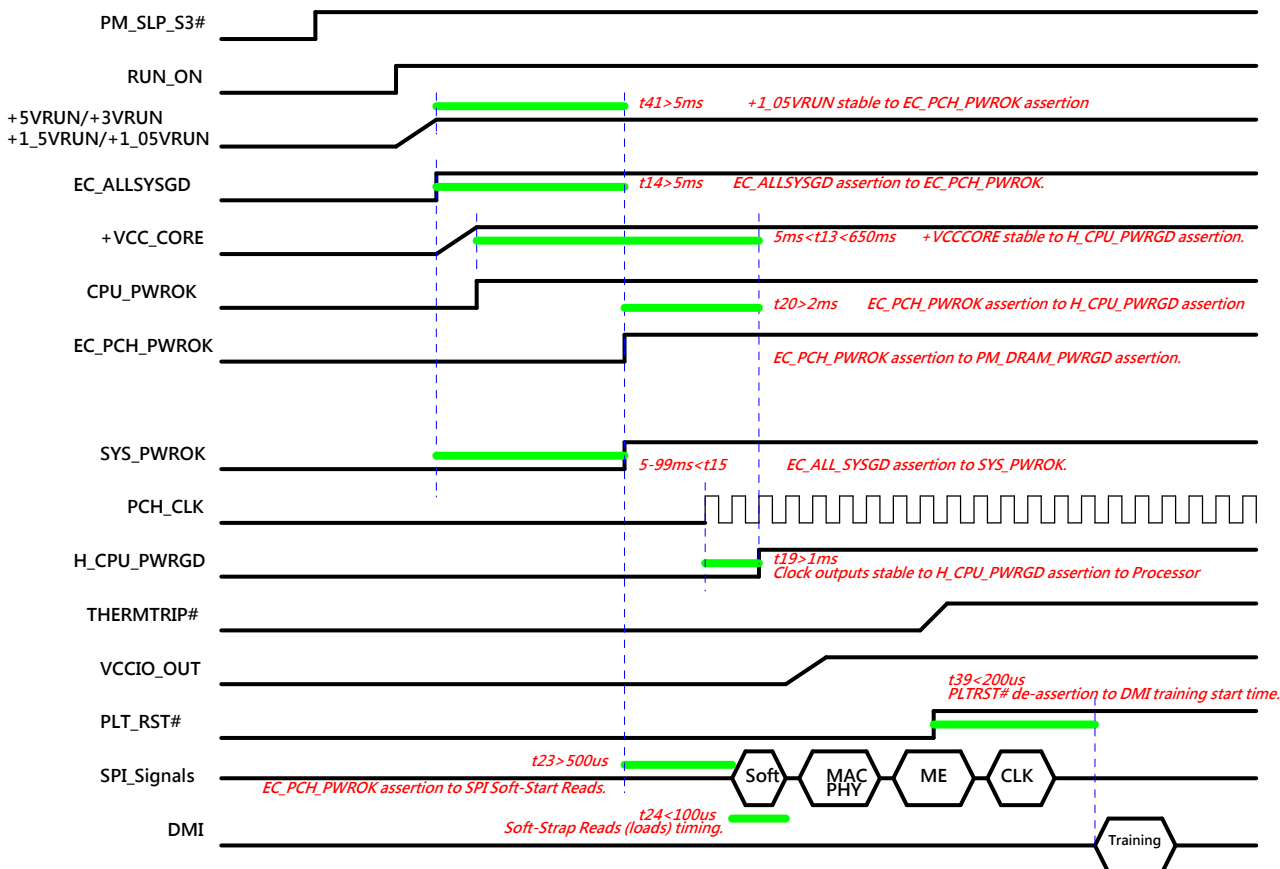 PM_SLP_S3#
RUN_ON
t41>5ms +1_05VRUN stable to EC_PCH_PWROK assertion
+5VRUN/+3VRUN
+1_5VRUN/+1_05VRUN
EC_ALLSYSGD
t14>5ms EC_ALLSYSGD assertion to EC_PCH_PWROK.
+VCC_CORE
5ms<t13<650ms +VCCCORE stable to H_CPU_PWRGD assertion.
CPU_PWROK
t20>2ms EC_PCH_PWROK assertion to H_CPU_PWRGD assertion
EC_PCH_PWROK
EC_PCH_PWROK assertion to PM_DRAM_PWRGD assertion.
SYS_PWROK
5-99ms<t15 EC_ALL_SYSGD assertion to SYS_PWROK.
PCH_CLK
H_CPU_PWRGD
t19>1ms
Clock outputs stable to H_CPU_PWRGD assertion to Processor
THERMTRIP#
VCCIO_OUT
t39<200us
PLTRST# de-assertion to DMI training start time.
PLT_RST#
t23>500us
SPI_Signals
Soft
MAC
PHY
ME
CLK
EC_PCH_PWROK assertion to SPI Soft-Start Reads.
t24<100us
Soft-Strap Reads (loads) timing.
DMI
Training